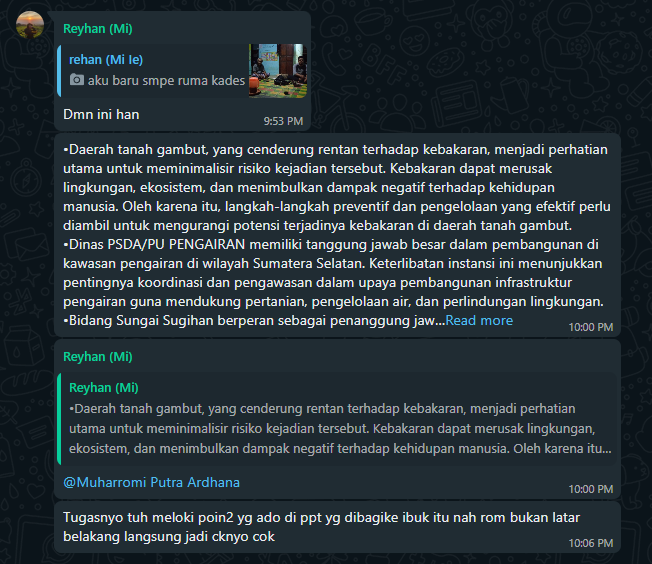 Reyhan (Mi)
rehan (Mi Ie)
aku baru smpe ruma kades
Dmn ini han
9:53 PM
•Daerah tanah gambut, yang cenderung rentan terhadap kebakaran, menjadi perhatian
utama untuk meminimalisir risiko kejadian tersebut. Kebakaran dapat merusak
lingkungan, ekosistem, dan menimbulkan dampak negatif terhadap kehidupan
manusia. Oleh karena itu, langkah-langkah preventif dan pengelolaan yang efektif perlu
diambil untuk mengurangi potensi terjadinya kebakaran di daerah tanah gambut.
•Dinas PSDA/PU PENGAIRAN memiliki tanggung jawab besar dalam pembangunan di
kawasan pengairan di wilayah Sumatera Selatan. Keterlibatan instansi ini menunjukkan
pentingnya koordinasi dan pengawasan dalam upaya pembangunan infrastruktur
pengairan guna mendukung pertanian, pengelolaan air, dan perlindungan lingkungan.
•Bidang Sungai Sugihan berperan sebagai penanggung jaw...Read more
10:00 PM
Reyhan (Mi)
Reyhan (Mi)
•Daerah tanah gambut, yang cenderung rentan terhadap kebakaran, menjadi perhatian
utama untuk meminimalisir risiko kejadian tersebut. Kebakaran dapat merusak lingkungan,
ekosistem, dan menimbulkan dampak negatif terhadap kehidupan manusia. Oleh karena itu...
@Muharromi Putra Ardhana
10:00 PM
Tugasnyo tuh meloki poin2 yg ado di ppt yg dibagike ibuk itu nah rom bukan latar
belakang langsung jadi cknyo cok
10:06 PM